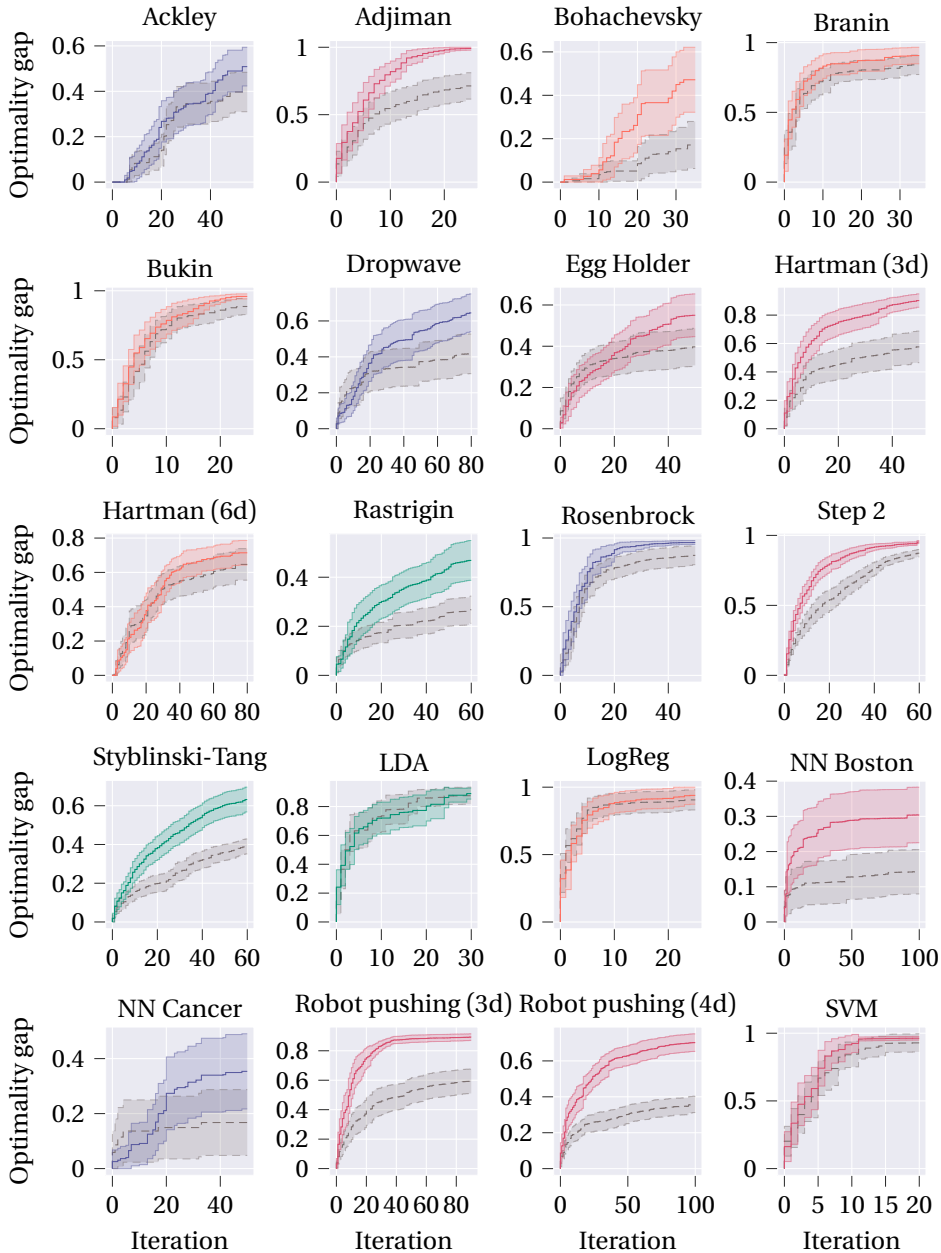 Ackley Adjiman Bohachevsky Branin
Optimality gap
0.6 0.4 0.2 0
1 0.5 0
0.6 0.4 0.2 0
1 0.5 0
0 20 40
0 10 20
0 10 20 30
0 10 20 30
Bukin Dropwave Egg Holder Hartman (3d)
Optimality gap
1 0.5 0
0.6 0.4 0.2 0
0.6 0.4 0.2 0
0.8 0.6 0.4 0.2 0
0 10 20
0 20 40 60 80
0 20 40
0 20 40
Hartman (6d) Rastrigin Rosenbrock Step 2
Optimality gap
0.8 0.6 0.4 0.2 0
0.4 0.2 0
1 0.5 0
1 0.5 0
0 20 40 60 80
0 20 40 60
0 20 40
0 20 40 60
Styblinski-Tang LDA LogReg NN Boston
Optimality gap
0.6 0.4 0.2 0
0.8 0.6 0.4 0.2 0
1 0.5 0
0.4 0.3 0.2 0.1 0
0 20 40 60
0 10 20 30
0 10 20
0 50 100
NN Cancer Robot pushing (3d) Robot pushing (4d) SVM
Optimality gap
0.4 0.2 0
0.8 0.6 0.4 0.2 0
0.6 0.4 0.2 0
1 0.5 0
0 20 40
0 20 40 60 80
0 50 100
0 5 10 15 20
Iteration Iteration Iteration Iteration